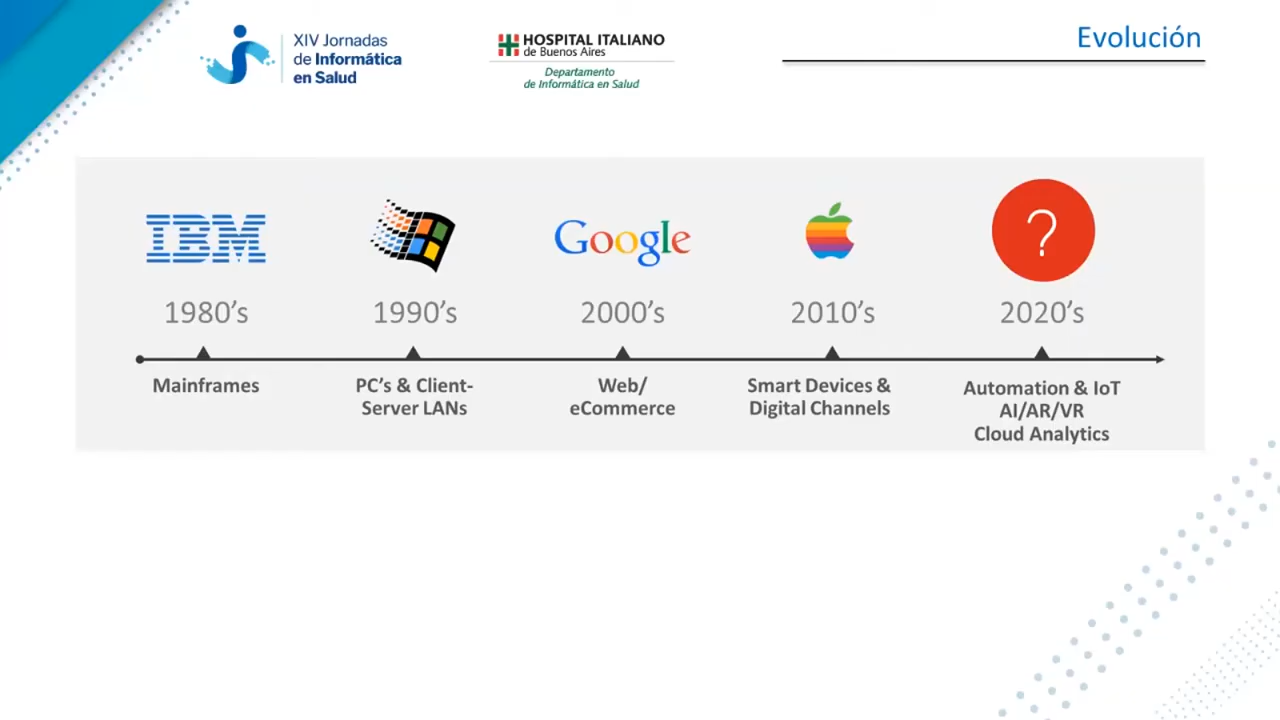 XIV Jornadas
de Informática
en Salud
HOSPITAL ITALIANO
de Buenos Aires
Departamento
de Informática en Salud
Evolución
IBM
Google
?
1980's
1990's
2000's
2010's
2020's
Mainframes
PC's & Client-
Server LANs
Web/
eCommerce
Smart Devices &
Digital Channels
Automation & IoT
AI/AR/VR
Cloud Analytics